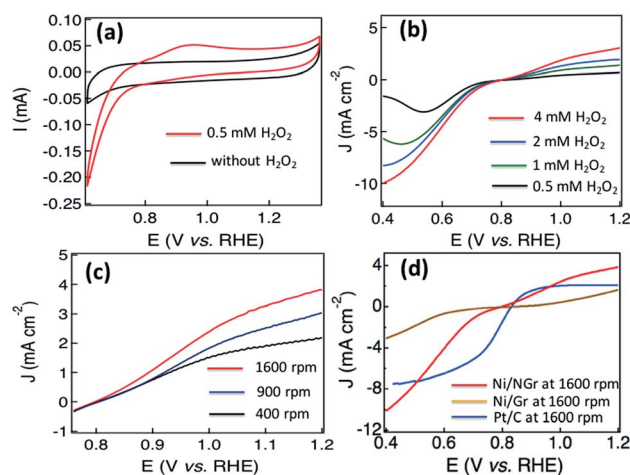 (a)
0.10
0.05
0.00
-0.05
-0.10
-0.15
-0.20
-0.25
I (mA)
0.5 mM H₂O₂
without H₂O₂
0.8 1.0 1.2
E (V vs. RHE)
(b)
0
-5
-10
J (mA cm⁻²)
4 mM H₂O₂
2 mM H₂O₂
1 mM H₂O₂
0.5 mM H₂O₂
0.4 0.6 0.8 1.0 1.2
E (V vs. RHE)
(c)
5
4
3
2
1
0
-1
J (mA cm⁻²)
1600 rpm
900 rpm
400 rpm
0.8 0.9 1.0 1.1 1.2
E (V vs. RHE)
(d)
4
0
-4
-8
-12
J (mA cm⁻²)
Ni/NGr at 1600 rpm
Ni/Gr at 1600 rpm
Pt/C at 1600 rpm
0.4 0.6 0.8 1.0 1.2
E (V vs. RHE)